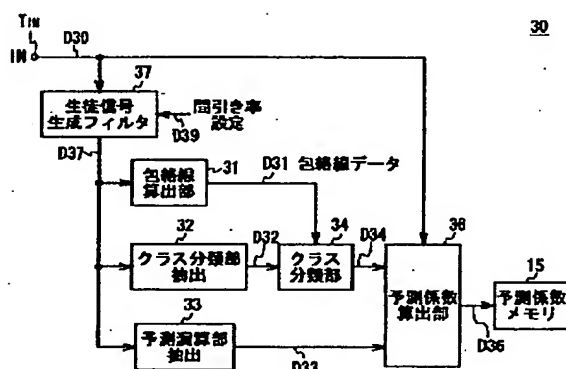 TIN
IN
D30
30
37
生徒信号
生成フィルタ
間引き率
設定
D39
D37
31
包絡線
算出部
D31 包絡線データ
32
クラス分類部
抽出
D32
34
クラス
分類部
D34
36
予測係数
算出部
15
予測係数
メモリ
D36
33
予測演算部
抽出
D33